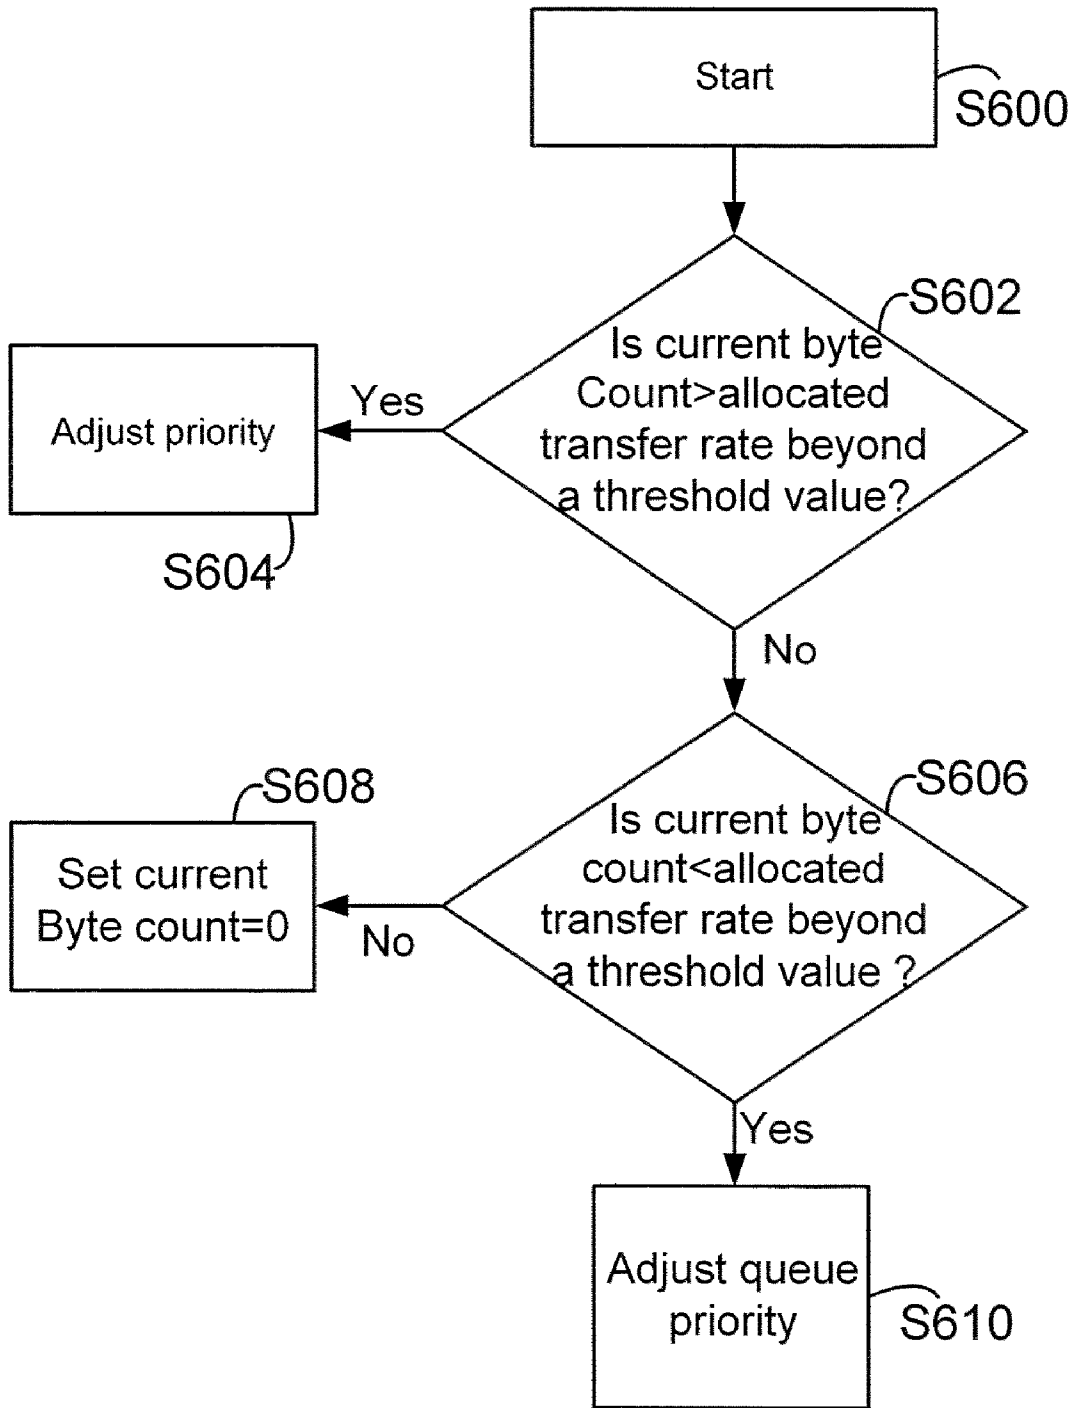 Start
S600
S602
Is current byte
Count>allocated
transfer rate beyond
a threshold value?
Yes
Adjust priority
S604
No
S606
Is current byte
count<allocated
transfer rate beyond
a threshold value ?
S608
Set current
Byte count=0
No
Yes
Adjust queue
priority
S610